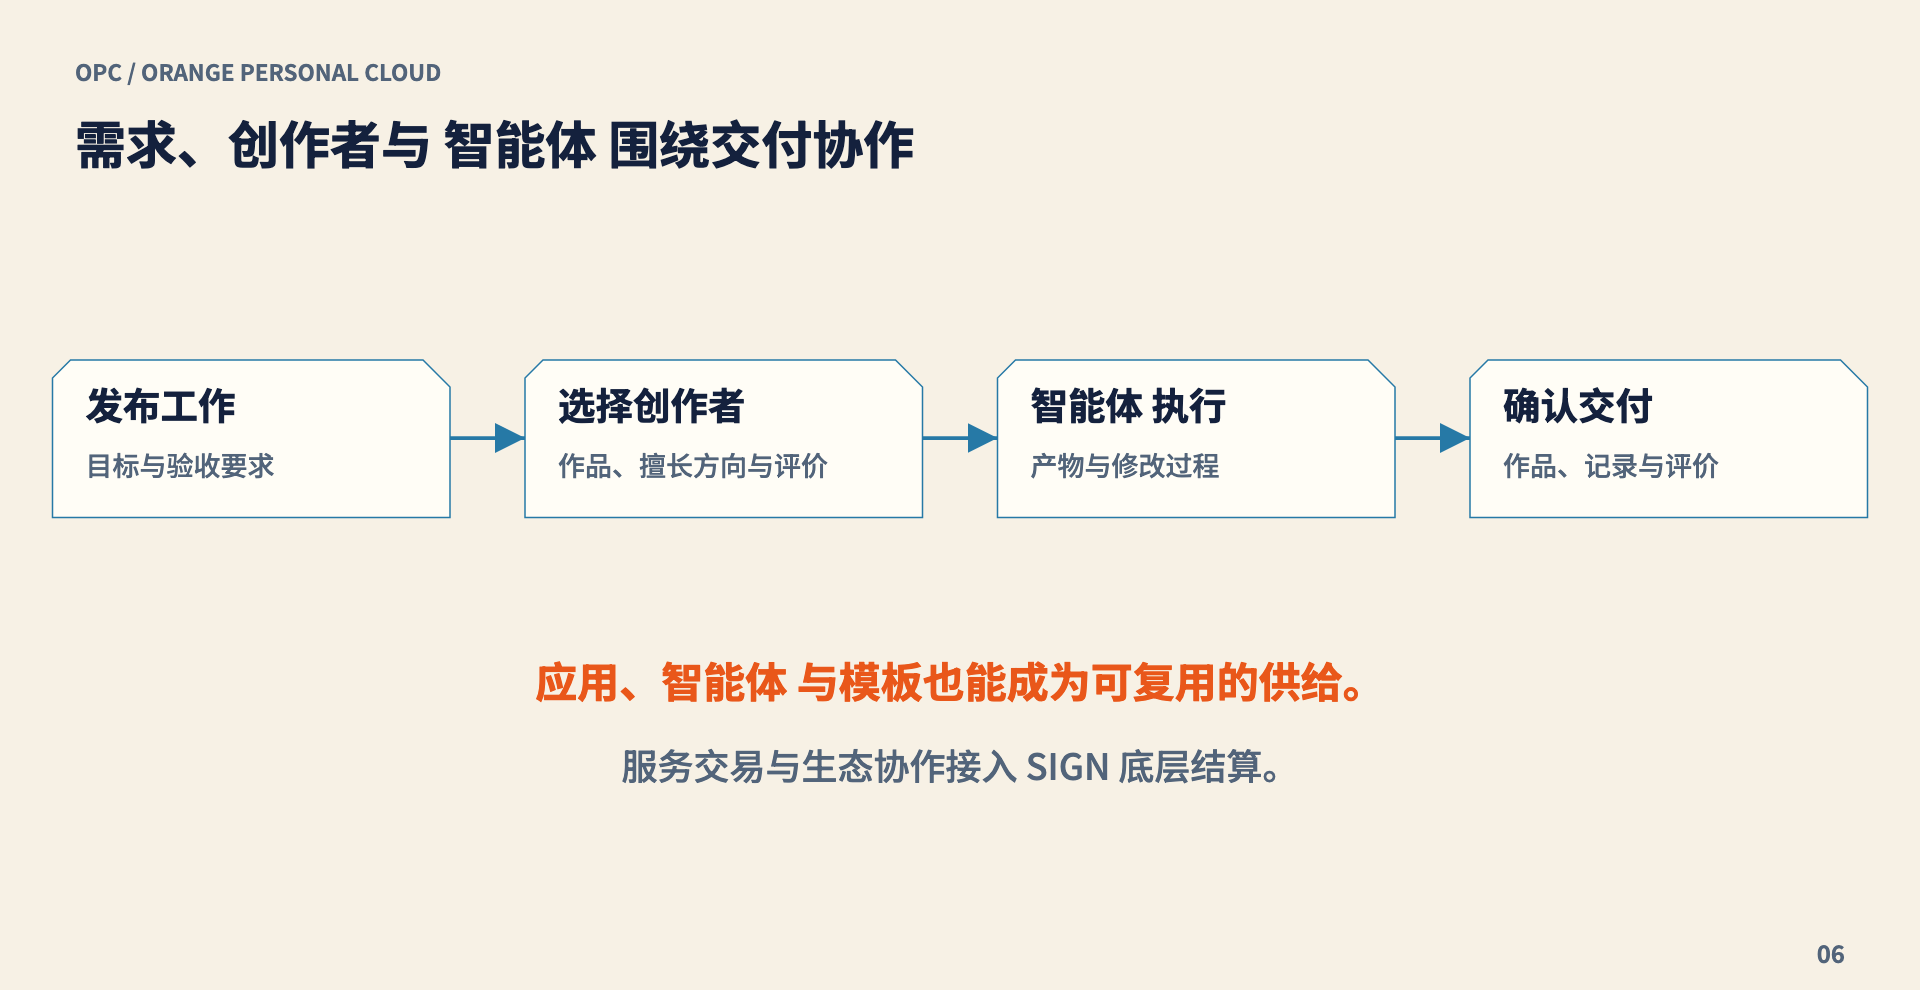 OPC / ORANGE PERSONAL CLOUD
需求、创作者与 智能体 围绕交付协作
发布工作
目标与验收要求
选择创作者
作品、擅长方向与评价
智能体 执行
产物与修改过程
确认交付
作品、记录与评价
应用、智能体 与模板也能成为可复用的供给。
服务交易与生态协作接入 SIGN 底层结算。
06